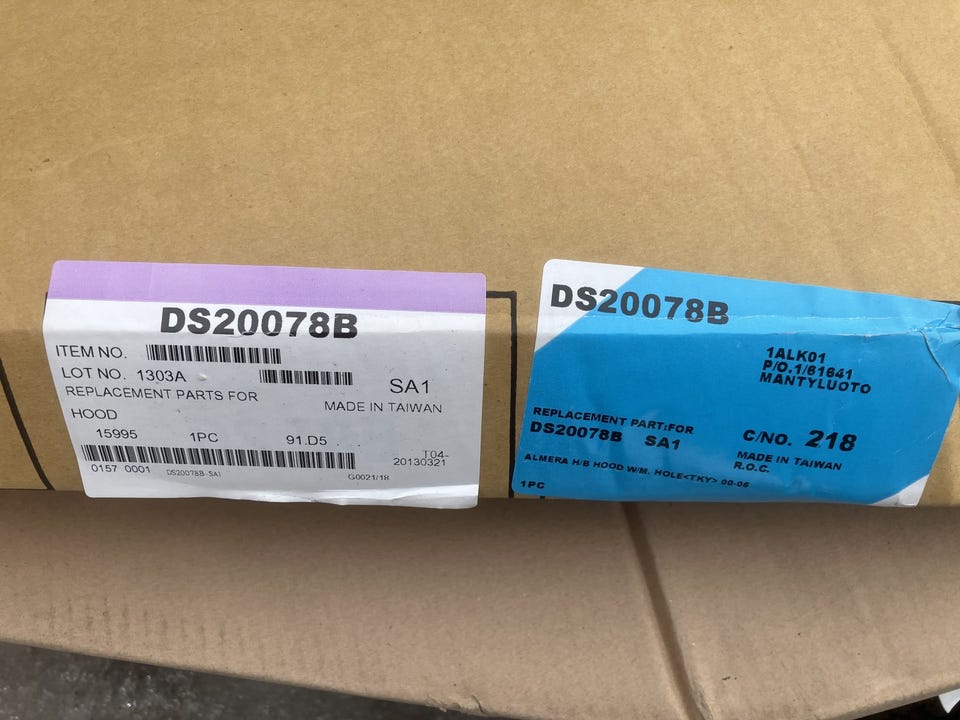 DS20078B
ITEM NO.
LOT NO. 1303A
SA1
REPLACEMENT PARTS FOR
MADE IN TAIWAN
HOOD
15995 1PC 91.D5
T04-
20130321
0157 0001 DS20078B-SA1 G0021/18
DS20078B
1ALK01
P/O.1/61641
MANTYLUOTO
REPLACEMENT PART:FOR
DS20078B SA1
C/NO. 218
MADE IN TAIWAN
R.O.C.
ALMERA H/B HOOD W/M. HOLE<TKY> 00-06
1PC